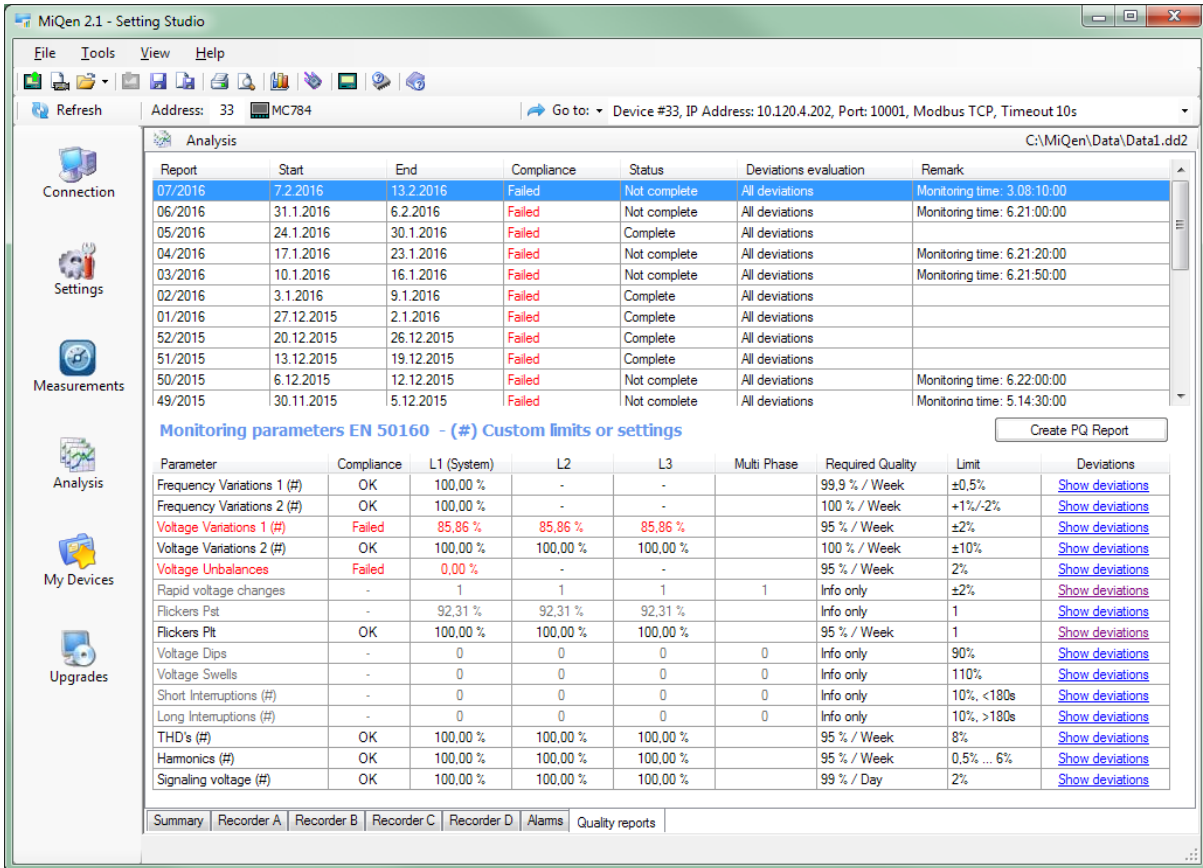 MiQen 2.1 - Setting Studio
File Tools View Help
Refresh Address: 33 MC784 Go to: Device #33, IP Address: 10.120.4.202, Port: 10001, Modbus TCP, Timeout 10s
Analysis C:\MiQen\Data\Data1.dd2
Connection
Settings
Measurements
Analysis
My Devices
Upgrades
Report Start End Compliance Status Deviations evaluation Remark
07/2016 7.2.2016 13.2.2016 Failed Not complete All deviations Monitoring time: 3.08:10:00
06/2016 31.1.2016 6.2.2016 Failed Not complete All deviations Monitoring time: 6.21:00:00
05/2016 24.1.2016 30.1.2016 Failed Complete All deviations
04/2016 17.1.2016 23.1.2016 Failed Not complete All deviations Monitoring time: 6.21:20:00
03/2016 10.1.2016 16.1.2016 Failed Not complete All deviations Monitoring time: 6.21:50:00
02/2016 3.1.2016 9.1.2016 Failed Complete All deviations
01/2016 27.12.2015 2.1.2016 Failed Complete All deviations
52/2015 20.12.2015 26.12.2015 Failed Complete All deviations
51/2015 13.12.2015 19.12.2015 Failed Complete All deviations
50/2015 6.12.2015 12.12.2015 Failed Not complete All deviations Monitoring time: 6.22:00:00
49/2015 30.11.2015 5.12.2015 Failed Not complete All deviations Monitoring time: 5.14:30:00
Monitoring parameters EN 50160 - (#) Custom limits or settings Create PQ Report
Parameter Compliance L1 (System) L2 L3 Multi Phase Required Quality Limit Deviations
Frequency Variations 1 (#) OK 100,00 % - - 99,9 % / Week ±0,5% Show deviations
Frequency Variations 2 (#) OK 100,00 % - - 100 % / Week +1%/-2% Show deviations
Voltage Variations 1 (#) Failed 85,86 % 85,86 % 85,86 % 95 % / Week ±2% Show deviations
Voltage Variations 2 (#) OK 100,00 % 100,00 % 100,00 % 100 % / Week ±10% Show deviations
Voltage Unbalances Failed 0,00 % - - 95 % / Week 2% Show deviations
Rapid voltage changes - 1 1 1 1 Info only ±2% Show deviations
Flickers Pst - 92,31 % 92,31 % 92,31 % Info only 1 Show deviations
Flickers Plt OK 100,00 % 100,00 % 100,00 % 95 % / Week 1 Show deviations
Voltage Dips - 0 0 0 0 Info only 90% Show deviations
Voltage Swells - 0 0 0 0 Info only 110% Show deviations
Short Interruptions (#) - 0 0 0 0 Info only 10%, <180s Show deviations
Long Interruptions (#) - 0 0 0 0 Info only 10%, >180s Show deviations
THD's (#) OK 100,00 % 100,00 % 100,00 % 95 % / Week 8% Show deviations
Harmonics (#) OK 100,00 % 100,00 % 100,00 % 95 % / Week 0,5% ... 6% Show deviations
Signaling voltage (#) OK 100,00 % 100,00 % 100,00 % 99 % / Day 2% Show deviations
Summary Recorder A Recorder B Recorder C Recorder D Alarms Quality reports